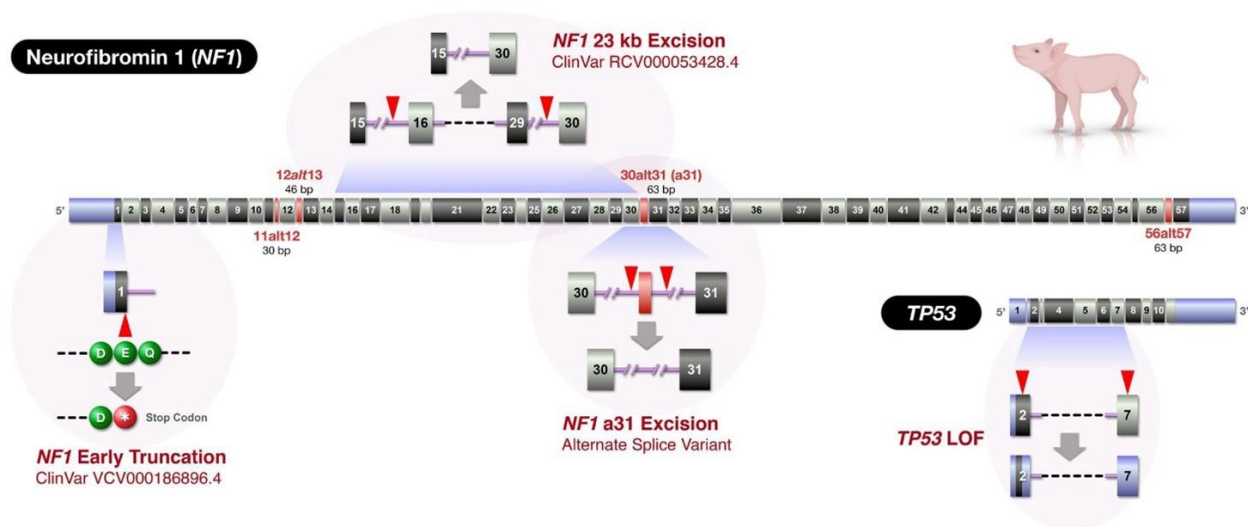 Neurofibromin 1 (NF1)
NF1 23 kb Excision
ClinVar RCV000053428.4
15 30
15 16 29 30
12alt13
46 bp
30alt31 (a31)
63 bp
5' 1 2 3 4 5 6 7 8 9 10 11 12 13 14 16 17 18 21 22 23 25 26 27 28 29 30 31 32 33 34 35 36 37 38 39 40 41 42 44 45 46 47 48 49 50 51 52 53 54 56 57 3'
11alt12
30 bp
56alt57
63 bp
1
D E Q
D * Stop Codon
NF1 Early Truncation
ClinVar VCV000186896.4
30 31
30 31
NF1 a31 Excision
Alternate Splice Variant
TP53
5' 1 2 4 5 6 7 8 9 10 3'
2 7
TP53 LOF
2 7